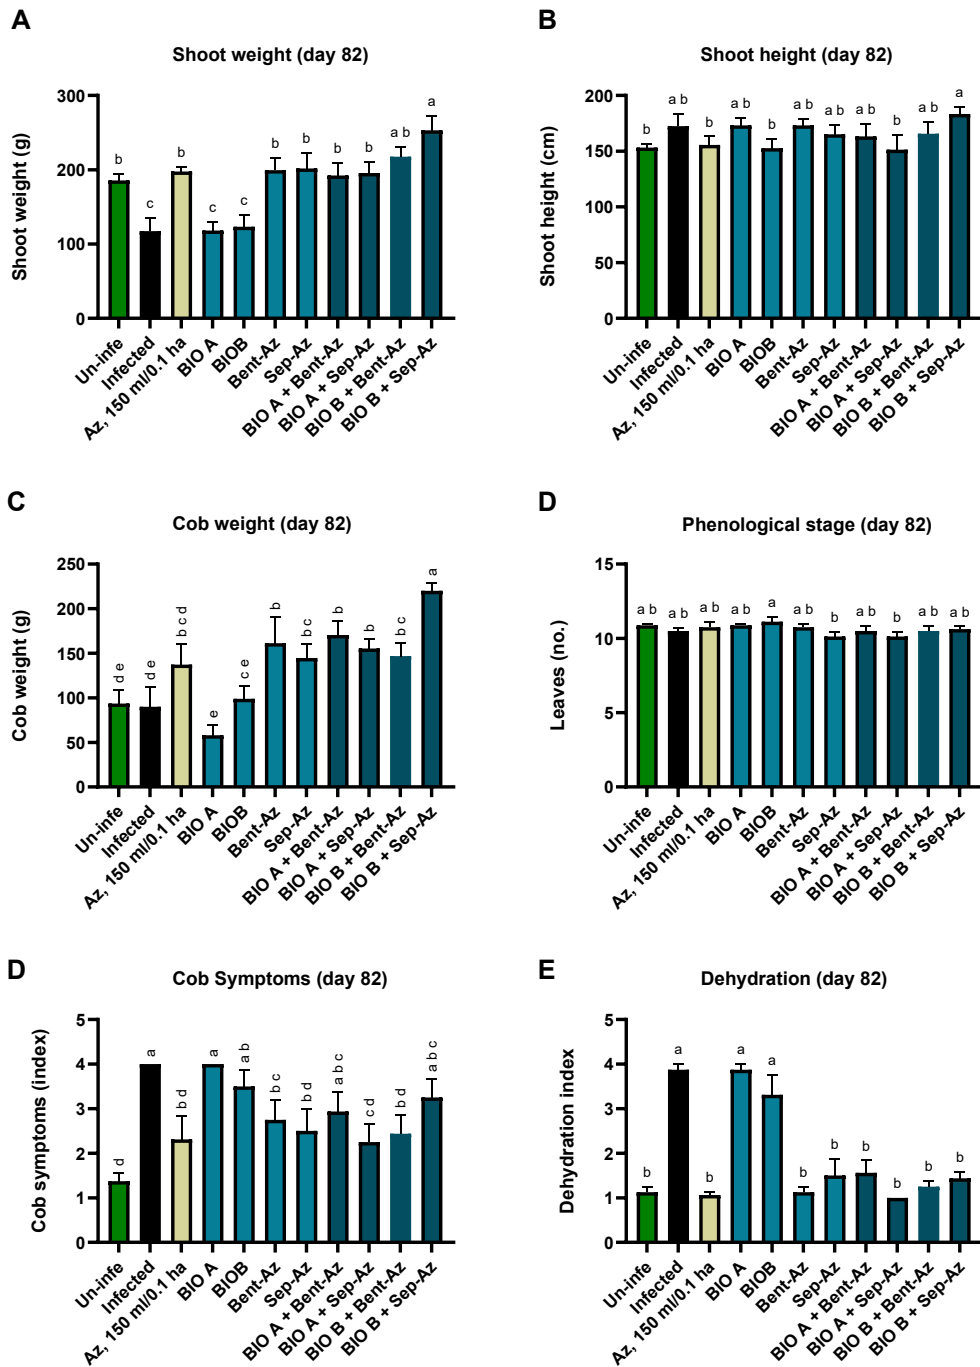 A
Shoot weight (day 82)
Shoot weight (g)
300
200
100
0
b
c
b
c
c
b
b
b
b
a b
a
Un-infe
Infected
Az, 150 ml/0.1 ha
BIO A
BIOB
Bent-Az
Sep-Az
BIO A + Bent-Az
BIO A + Sep-Az
BIO B + Bent-Az
BIO B + Sep-Az
B
Shoot height (day 82)
Shoot height (cm)
200
150
100
50
0
b
a b
b
a b
b
a b
a b
a b
b
a b
a
Un-infe
Infected
Az, 150 ml/0.1 ha
BIO A
BIOB
Bent-Az
Sep-Az
BIO A + Bent-Az
BIO A + Sep-Az
BIO B + Bent-Az
BIO B + Sep-Az
C
Cob weight (day 82)
Cob weight (g)
250
200
150
100
50
0
d e
d e
b c d
e
c e
b
b c
b
b
b c
a
Un-infe
Infected
Az, 150 ml/0.1 ha
BIO A
BIOB
Bent-Az
Sep-Az
BIO A + Bent-Az
BIO A + Sep-Az
BIO B + Bent-Az
BIO B + Sep-Az
D
Phenological stage (day 82)
Leaves (no.)
15
10
5
0
a b
a b
a b
a b
a
a b
b
a b
b
a b
a b
Un-infe
Infected
Az, 150 ml/0.1 ha
BIO A
BIOB
Bent-Az
Sep-Az
BIO A + Bent-Az
BIO A + Sep-Az
BIO B + Bent-Az
BIO B + Sep-Az
D
Cob Symptoms (day 82)
Cob symptoms (index)
5
4
3
2
1
0
d
a
b d
a
a b
b c
b d
a b c
c d
b d
a b c
Un-infe
Infected
Az, 150 ml/0.1 ha
BIO A
BIOB
Bent-Az
Sep-Az
BIO A + Bent-Az
BIO A + Sep-Az
BIO B + Bent-Az
BIO B + Sep-Az
E
Dehydration (day 82)
Dehydration index
5
4
3
2
1
0
b
a
b
a
a
b
b
b
b
b
b
Un-infe
Infected
Az, 150 ml/0.1 ha
BIO A
BIOB
Bent-Az
Sep-Az
BIO A + Bent-Az
BIO A + Sep-Az
BIO B + Bent-Az
BIO B + Sep-Az